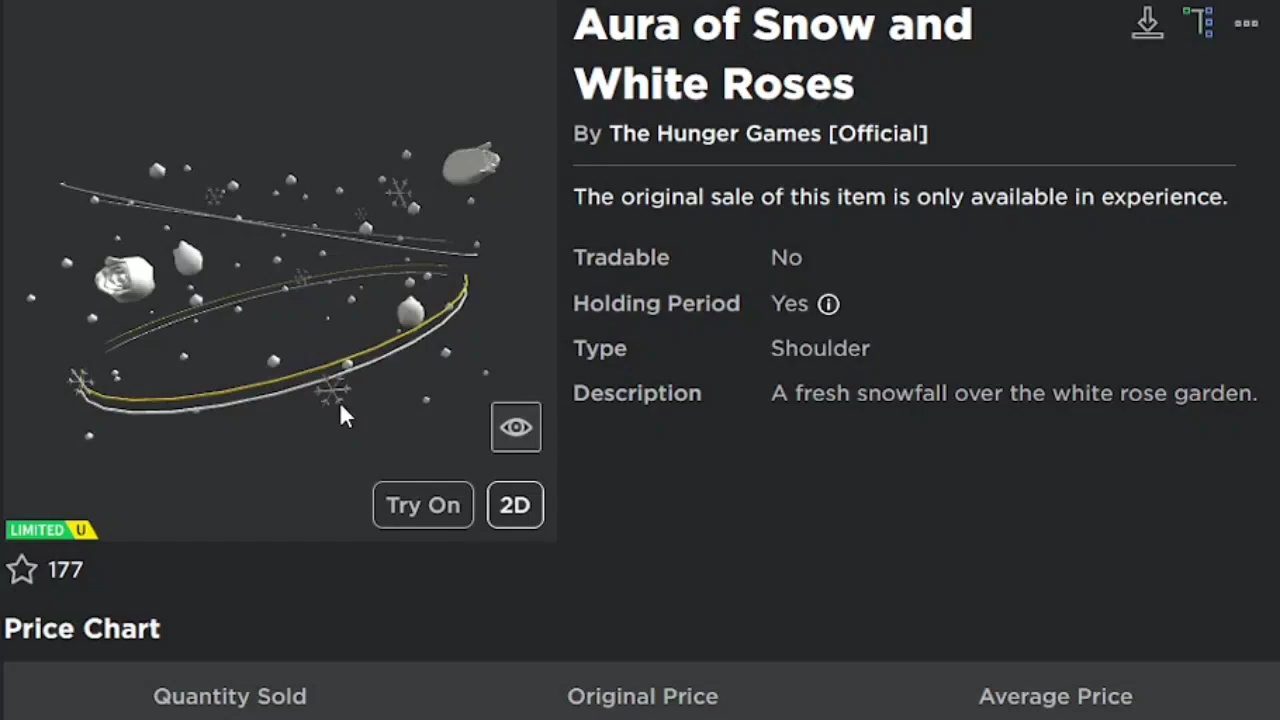 Aura of Snow and
White Roses
By The Hunger Games [Official]
The original sale of this item is only available in experience.
Tradable No
Holding Period Yes
Type Shoulder
Description A fresh snowfall over the white rose garden.
Try On 2D
LIMITED U
177
Price Chart
Quantity Sold Original Price Average Price